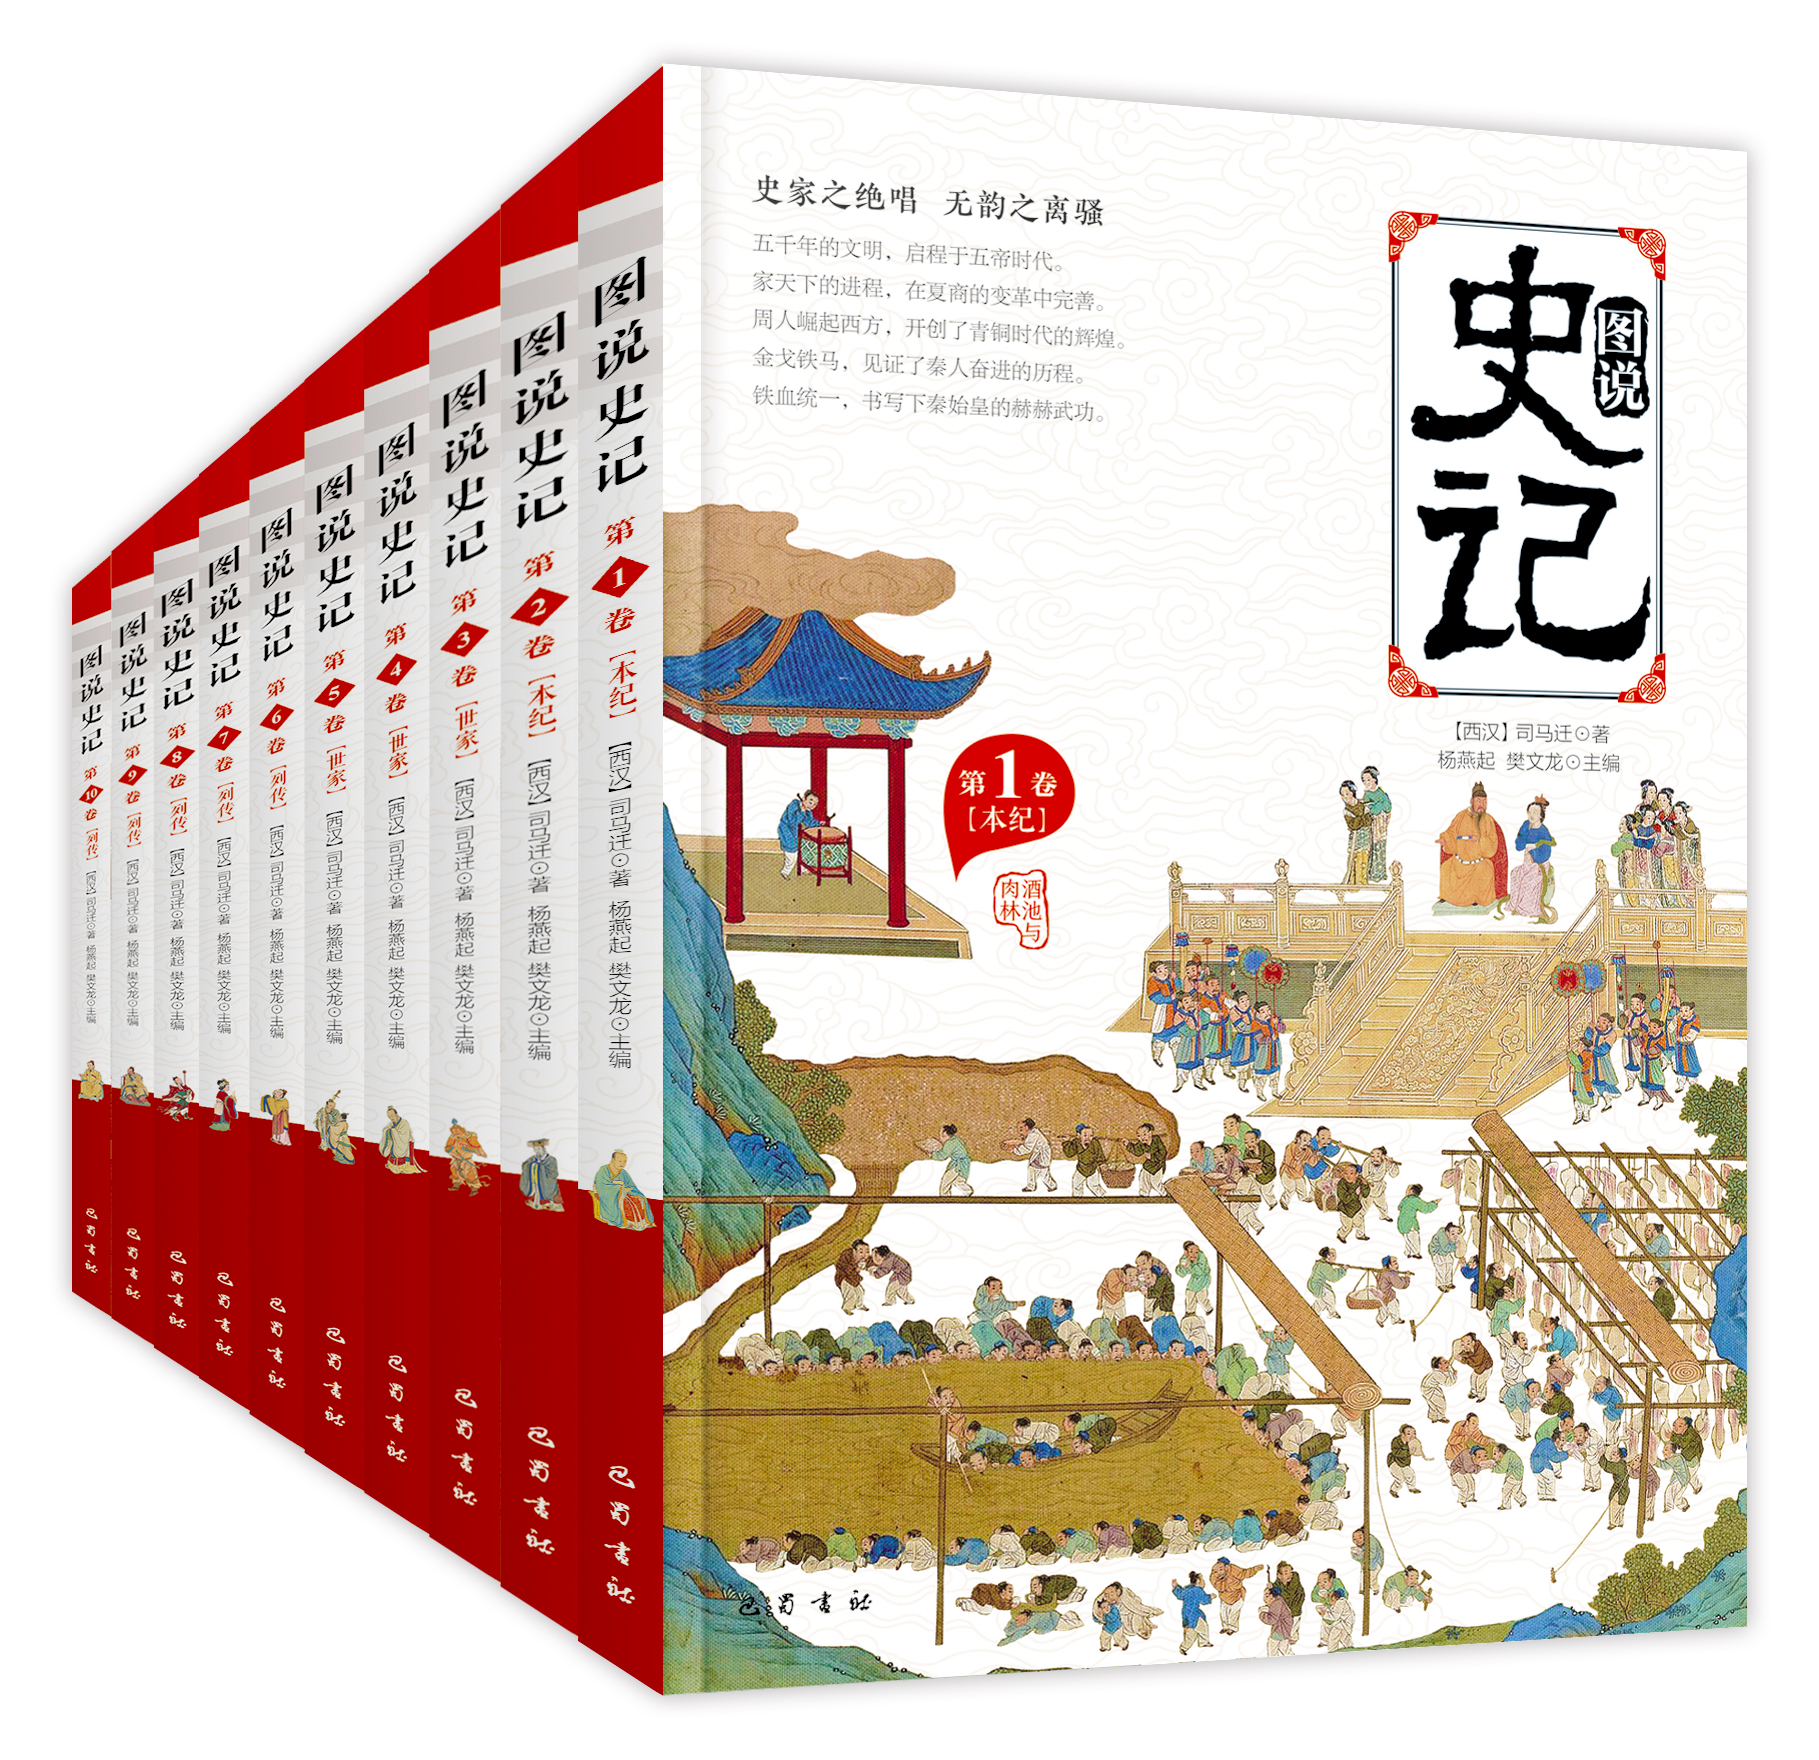 史家之绝唱 无韵之离骚
五千年的文明，启程于五帝时代。
家天下的进程，在夏商的变革中完善。
周人崛起西方，开创了青铜时代的辉煌。
金戈铁马，见证了秦人奋进的历程。
铁血统一，书写下秦始皇的赫赫武功。
图说
史记
【西汉】司马迁⊙著
杨燕起 樊文龙⊙主编
第1卷
［本纪］
酒池与
肉林
巴蜀书社
图说史记 第1卷［本纪］【西汉】司马迁⊙著 杨燕起 樊文龙⊙主编 巴蜀书社
图说史记 第2卷［本纪］【西汉】司马迁⊙著 杨燕起 樊文龙⊙主编 巴蜀书社
图说史记 第3卷［世家］【西汉】司马迁⊙著 杨燕起 樊文龙⊙主编 巴蜀书社
图说史记 第4卷［世家］【西汉】司马迁⊙著 杨燕起 樊文龙⊙主编 巴蜀书社
图说史记 第5卷［世家］【西汉】司马迁⊙著 杨燕起 樊文龙⊙主编 巴蜀书社
图说史记 第6卷［列传］【西汉】司马迁⊙著 杨燕起 樊文龙⊙主编 巴蜀书社
图说史记 第7卷［列传］【西汉】司马迁⊙著 杨燕起 樊文龙⊙主编 巴蜀书社
图说史记 第8卷［列传］【西汉】司马迁⊙著 杨燕起 樊文龙⊙主编 巴蜀书社
图说史记 第9卷［列传］【西汉】司马迁⊙著 杨燕起 樊文龙⊙主编 巴蜀书社
图说史记 第10卷［列传］【西汉】司马迁⊙著 杨燕起 樊文龙⊙主编 巴蜀书社